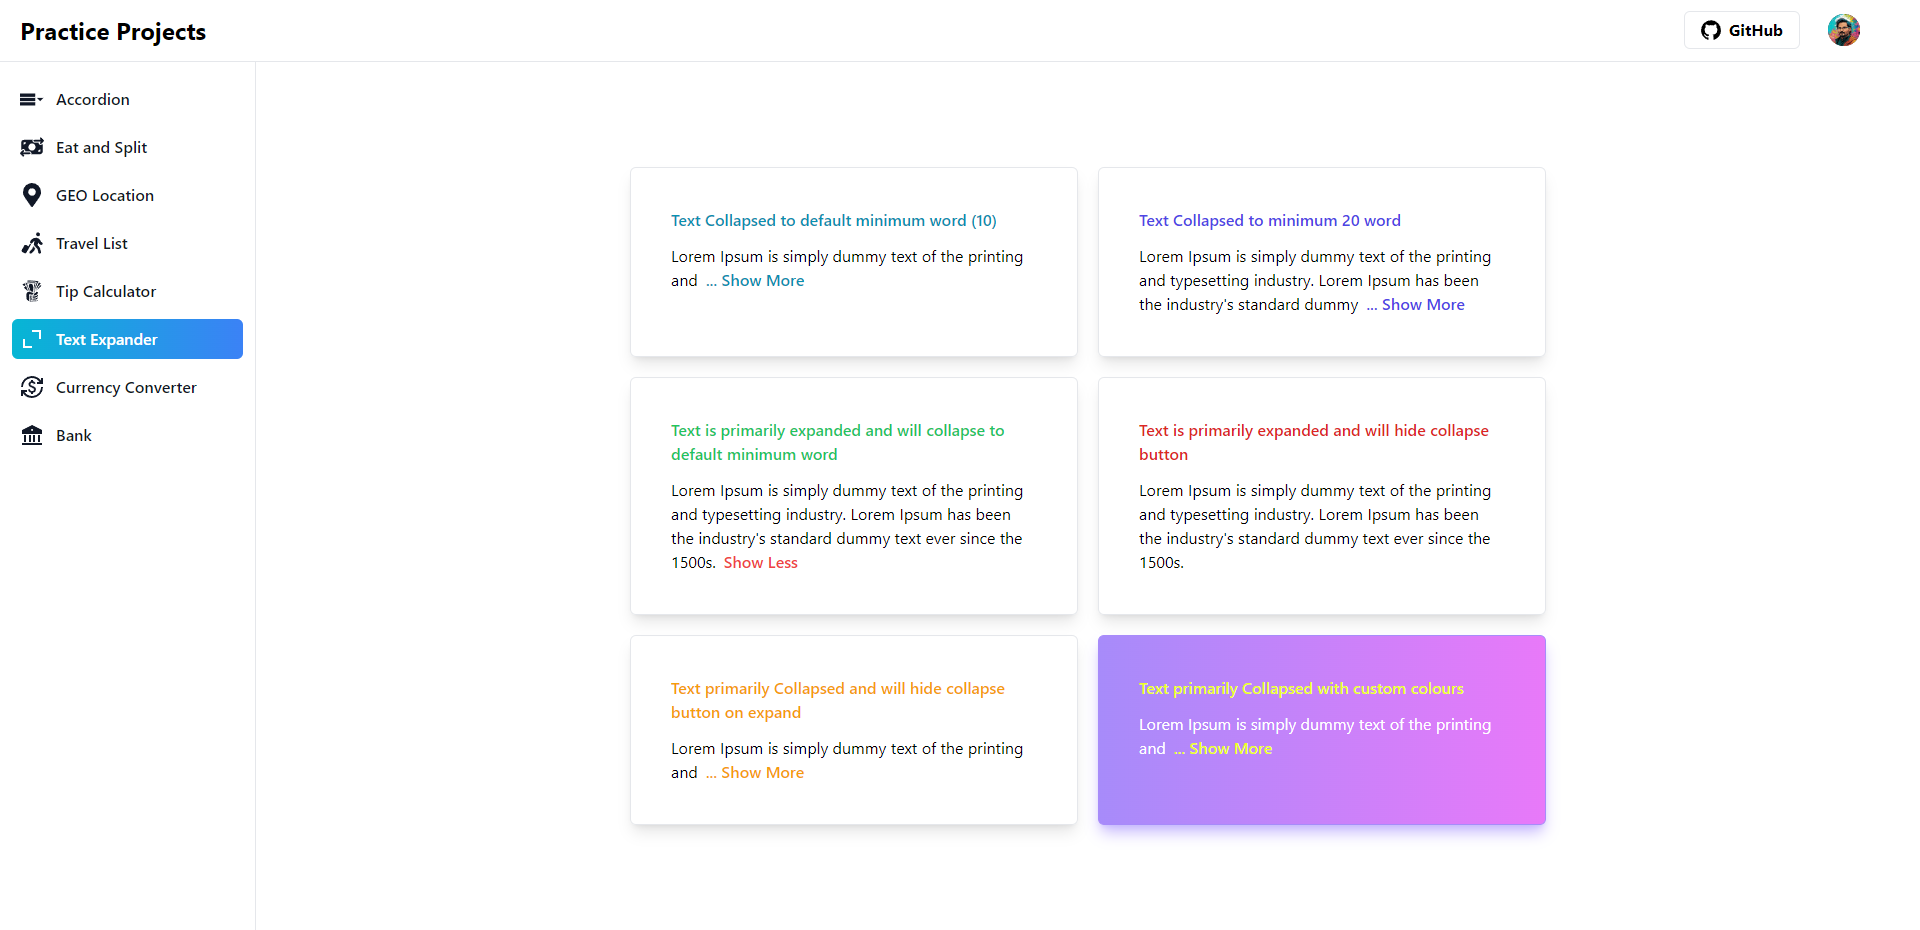 Practice Projects
GitHub
Accordion
Eat and Split
GEO Location
Travel List
Tip Calculator
Text Expander
Currency Converter
Bank
Text Collapsed to default minimum word (10)
Lorem Ipsum is simply dummy text of the printing
and ... Show More
Text Collapsed to minimum 20 word
Lorem Ipsum is simply dummy text of the printing
and typesetting industry. Lorem Ipsum has been
the industry's standard dummy ... Show More
Text is primarily expanded and will collapse to
default minimum word
Lorem Ipsum is simply dummy text of the printing
and typesetting industry. Lorem Ipsum has been
the industry's standard dummy text ever since the
1500s. Show Less
Text is primarily expanded and will hide collapse
button
Lorem Ipsum is simply dummy text of the printing
and typesetting industry. Lorem Ipsum has been
the industry's standard dummy text ever since the
1500s.
Text primarily Collapsed and will hide collapse
button on expand
Lorem Ipsum is simply dummy text of the printing
and ... Show More
Text primarily Collapsed with custom colours
Lorem Ipsum is simply dummy text of the printing
and ... Show More